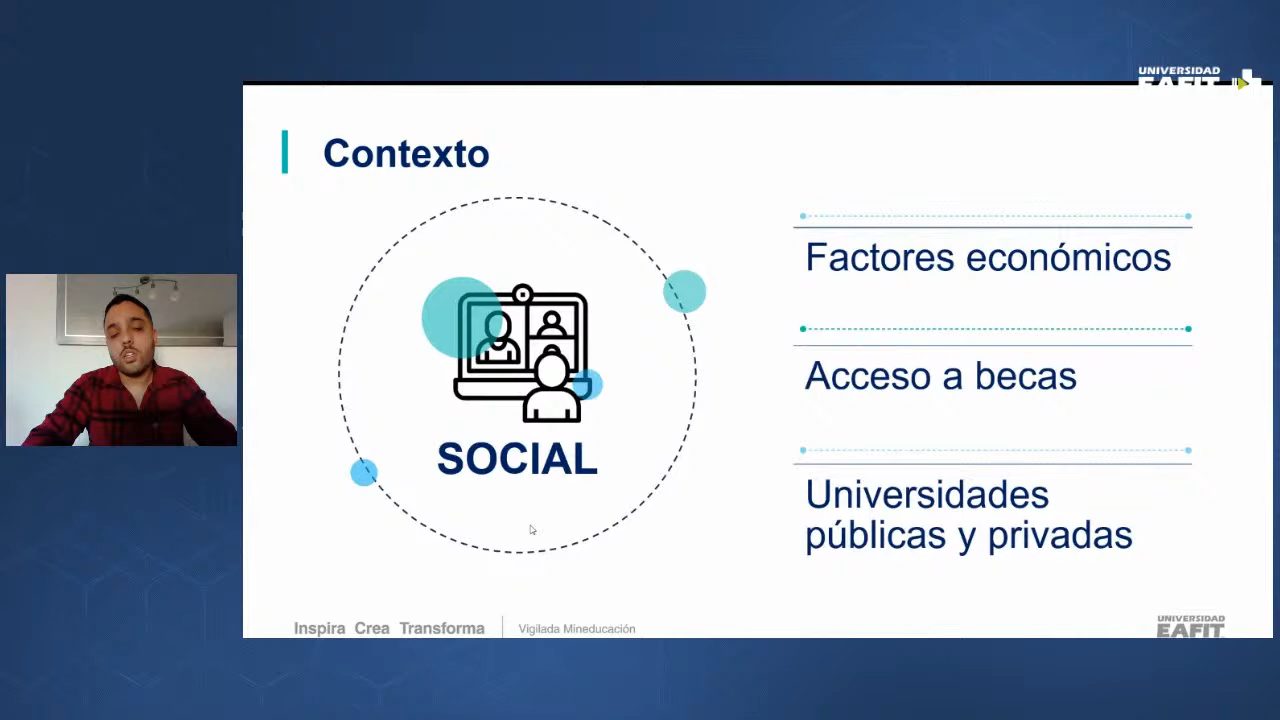 UNIVERSIDAD
EAFIT
Contexto
SOCIAL
Factores económicos
Acceso a becas
Universidades
públicas y privadas
Inspira Crea Transforma
Vigilada Mineducación
UNIVERSIDAD
EAFIT